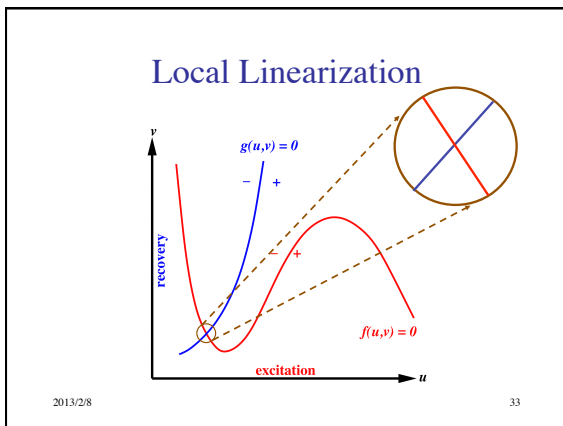 Local Linearization
v
g(u,v) = 0
− +
recovery
− +
f(u,v) = 0
excitation
u
2013/2/8
33